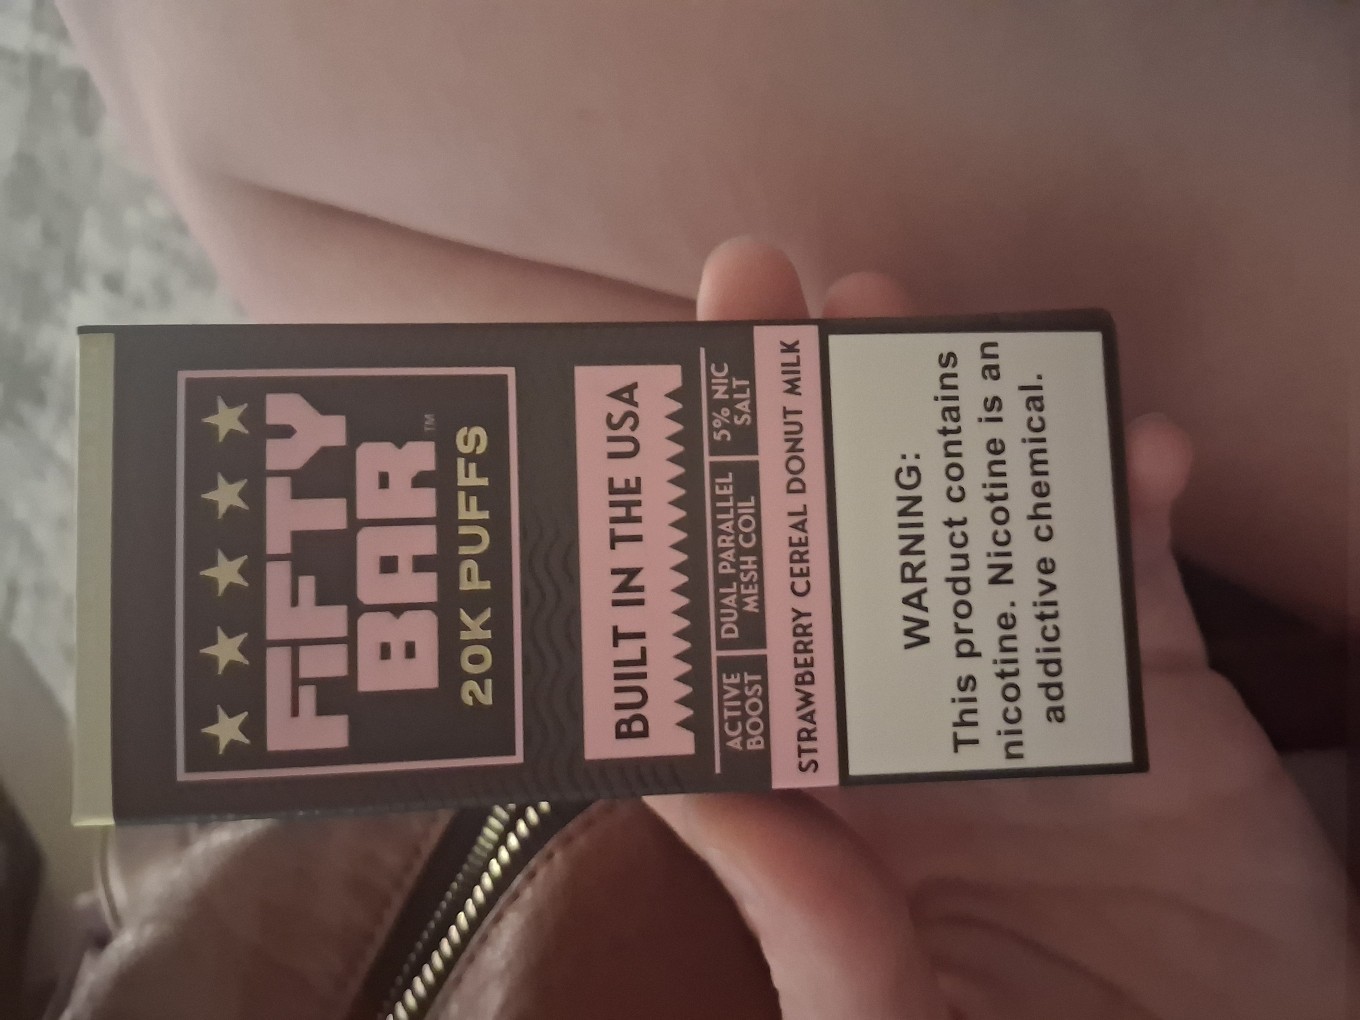 FIFTY
BAR™
20K PUFFS
BUILT IN THE USA
ACTIVE
BOOST
DUAL PARALLEL
MESH COIL
5% NIC
SALT
STRAWBERRY CEREAL DONUT MILK
WARNING:
This product contains
nicotine. Nicotine is an
addictive chemical.